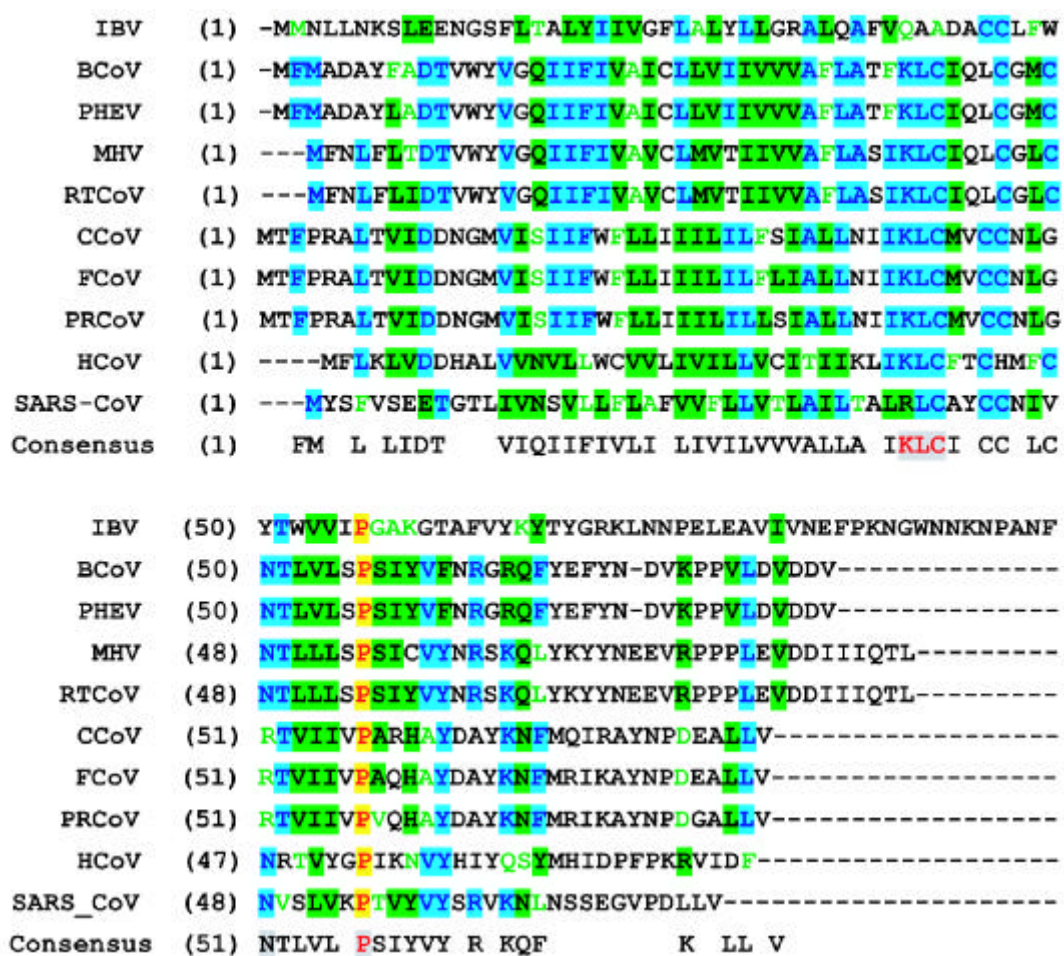 IBV (1) -MMNLLNKSLEENGSFLTALYIIVGFLALYLLGRALQAFVQAADACCLFW
BCoV (1) -MFMADAYFADTVWYVGQIIFIVAICLLVIIVVVAFLATFKLCIQLCGMC
PHEV (1) -MFMADAYLADTVWYVGQIIFIVAICLLVIIVVVAFLATFKLCIQLCGMC
MHV (1) ---MFNLFLTDTVWYVGQIIFIVAVCLMVTIIVVAFLASIKLCIQLCGLC
RTCoV (1) ---MFNLFLIDTVWYVGQIIFIVAVCLMVTIIVVAFLASIKLCIQLCGLC
CCoV (1) MTFPRALTVIDDNGMVISIIFWFLLIIILILFSIALLNIIKLCMVCCNLG
FCoV (1) MTFPRALTVIDDNGMVISIIFWFLLIIILILFLIALLNIIKLCMVCCNLG
PRCoV (1) MTFPRALTVIDDNGMVISIIFWFLLIIILILLSIALLNIIKLCMVCCNLG
HCoV (1) ----MFLKLVDDHALVVNVLLWCVVLIVILLVCITIIKLIKLCFTCHMFC
SARS-CoV (1) ---MYSFVSEETGTLIVNSVLLFLAFVVFLLVTLAILTALRLCAYCCNIV
Consensus (1) FM L LIDT VIQIIFIVLI LIVILVVVALLA IKLCI CC LC
IBV (50) YTWVVIPGAKGTAFVYKYTYGRKLNNPELEAVIVNEFPKNGWNNKNPANF
BCoV (50) NTLVLSPSIYVFNRGRQFYEFYN-DVKPPVLDVDDV--------------
PHEV (50) NTLVLSPSIYVFNRGRQFYEFYN-DVKPPVLDVDDV--------------
MHV (48) NTLLLSPSICVYNRSKQLYKYYNEEVRPPPLEVDDIIIQTL---------
RTCoV (48) NTLLLSPSIYVYNRSKQLYKYYNEEVRPPPLEVDDIIIQTL---------
CCoV (51) RTVIIVPARHAYDAYKNFMQIRAYNPDEALLV------------------
FCoV (51) RTVIIVPAQHAYDAYKNFMRIKAYNPDEALLV------------------
PRCoV (51) RTVIIVPVQHAYDAYKNFMRIKAYNPDGALLV------------------
HCoV (47) NRTVYGPIKNVYHIYQSYMHIDPFPKRVIDF-------------------
SARS_CoV (48) NVSLVKPTVYVYSRVKNLNSSEGVPDLLV---------------------
Consensus (51) NTLVL PSIYVY R KQF K LL V